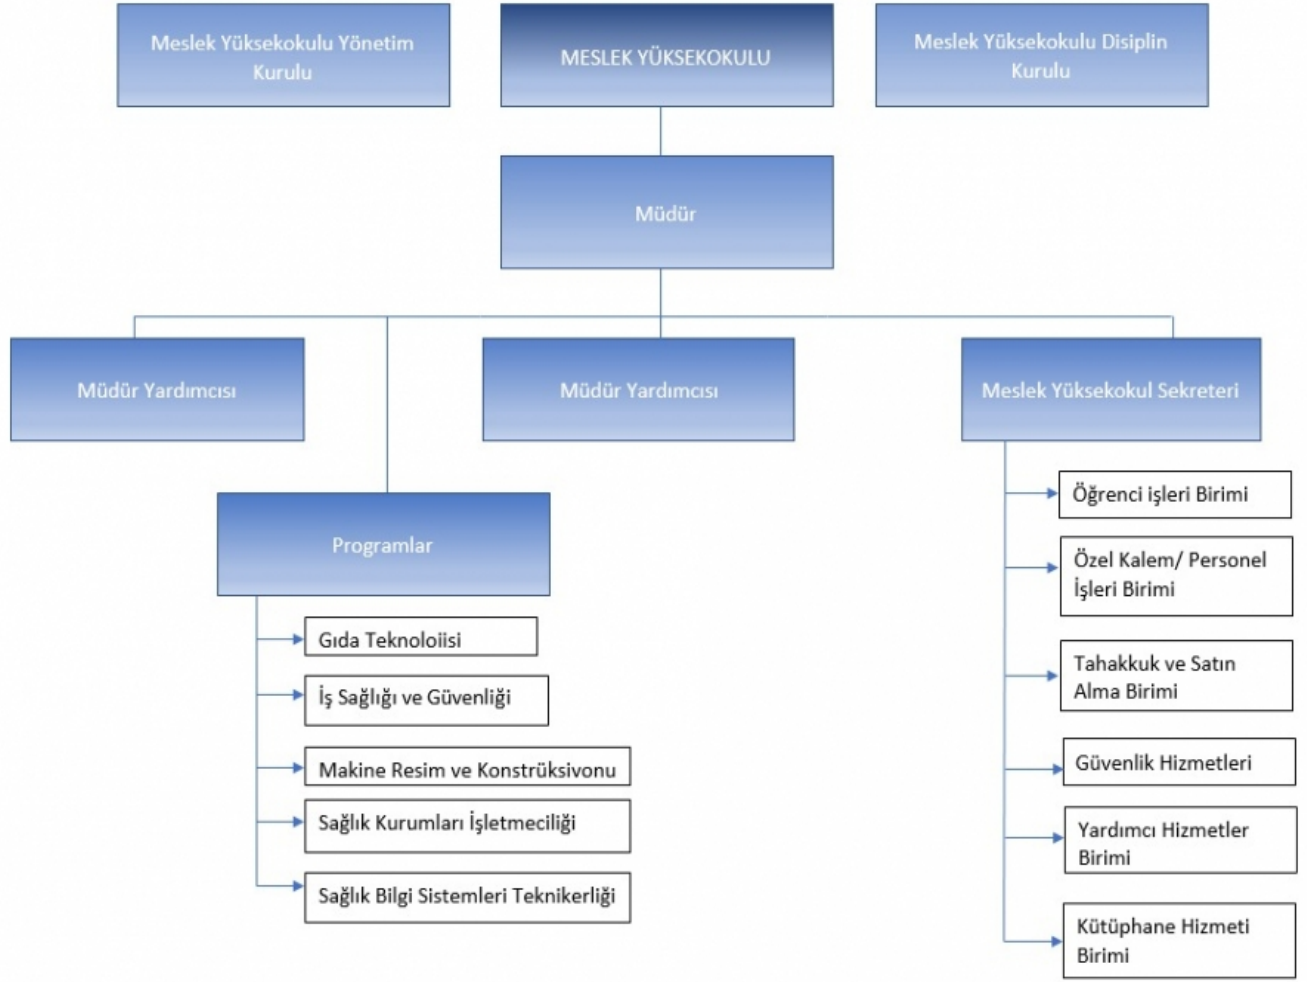 Meslek Yüksekokulu Yönetim
Kurulu
MESLEK YÜKSEKOKULU
Meslek Yüksekokulu Disiplin
Kurulu
Müdür
Müdür Yardımcısı
Müdür Yardımcısı
Meslek Yüksekokul Sekreteri
Programlar
Gıda Teknoloiisi
İş Sağlığı ve Güvenliği
Makine Resim ve Konstrüksivonu
Sağlık Kurumları İşletmeciliği
Sağlık Bilgi Sistemleri Teknikerliği
Öğrenci işleri Birimi
Özel Kalem/ Personel
İşleri Birimi
Tahakkuk ve Satın
Alma Birimi
Güvenlik Hizmetleri
Yardımcı Hizmetler
Birimi
Kütüphane Hizmeti
Birimi